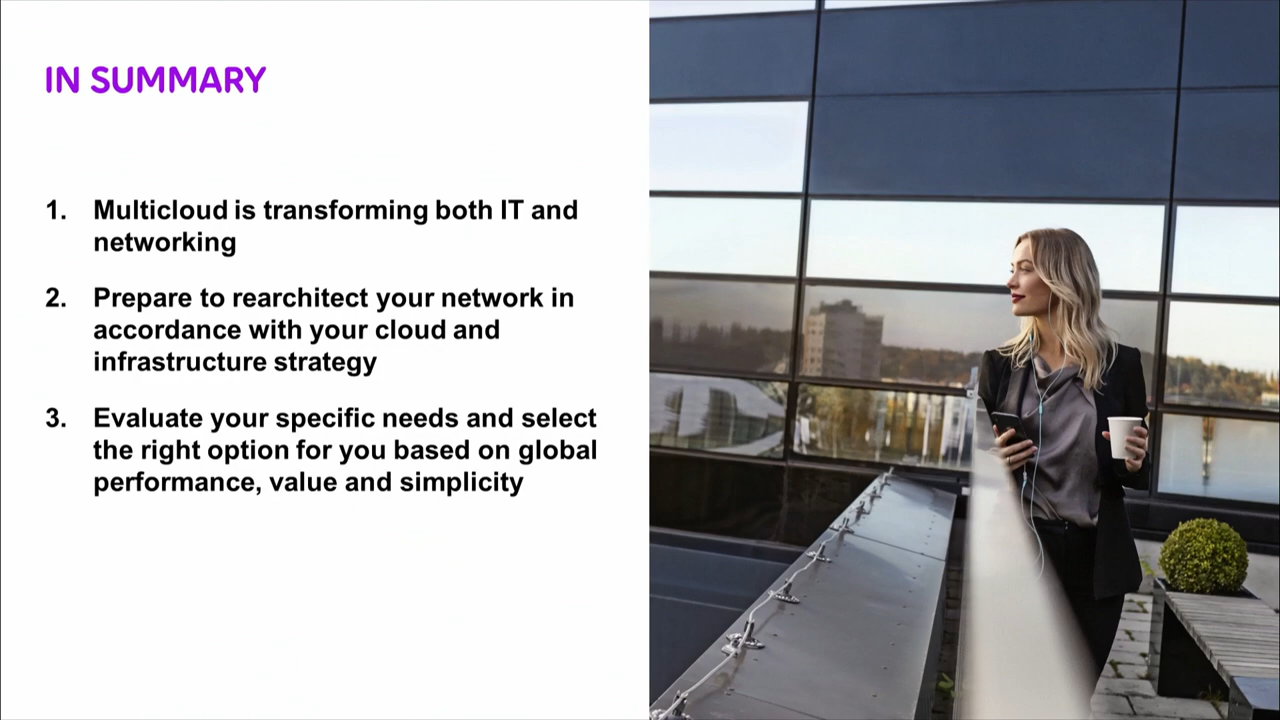 IN SUMMARY
1. Multicloud is transforming both IT and
networking
2. Prepare to rearchitect your network in
accordance with your cloud and
infrastructure strategy
3. Evaluate your specific needs and select
the right option for you based on global
performance, value and simplicity